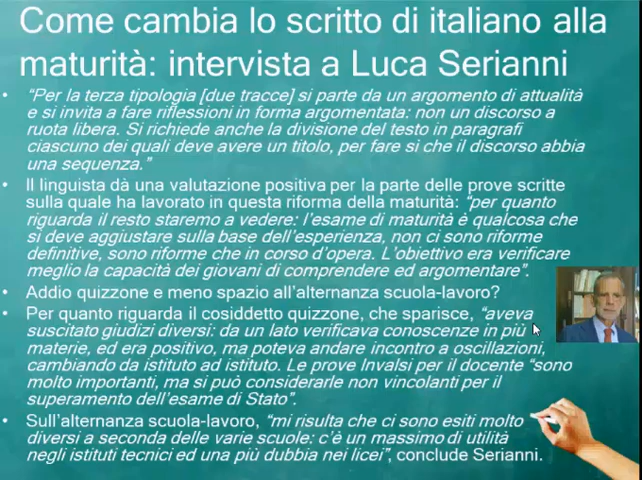 Come cambia lo scritto di italiano alla
maturità: intervista a Luca Serianni
• "Per la terza tipologia [due tracce] si parte da un argomento di attualità
e si invita a fare riflessioni in forma argomentata: non un discorso a
ruota libera. Si richiede anche la divisione del testo in paragrafi
ciascuno dei quali deve avere un titolo, per fare si che il discorso abbia
una sequenza."
• Il linguista dà una valutazione positiva per la parte delle prove scritte
sulla quale ha lavorato in questa riforma della maturità: "per quanto
riguarda il resto staremo a vedere: l'esame di maturità è qualcosa che
si deve aggiustare sulla base dell'esperienza, non ci sono riforme
definitive, sono riforme che in corso d'opera. L'obiettivo era verificare
meglio la capacità dei giovani di comprendere ed argomentare".
• Addio quizzone e meno spazio all'alternanza scuola-lavoro?
• Per quanto riguarda il cosiddetto quizzone, che sparisce, "aveva
suscitato giudizi diversi: da un lato verificava conoscenze in più
materie, ed era positivo, ma poteva andare incontro a oscillazioni,
cambiando da istituto ad istituto. Le prove Invalsi per il docente "sono
molto importanti, ma si può considerarle non vincolanti per il
superamento dell'esame di Stato".
• Sull'alternanza scuola-lavoro, "mi risulta che ci sono esiti molto
diversi a seconda delle varie scuole: c'è un massimo di utilità
negli istituti tecnici ed una più dubbia nei licei", conclude Serianni.